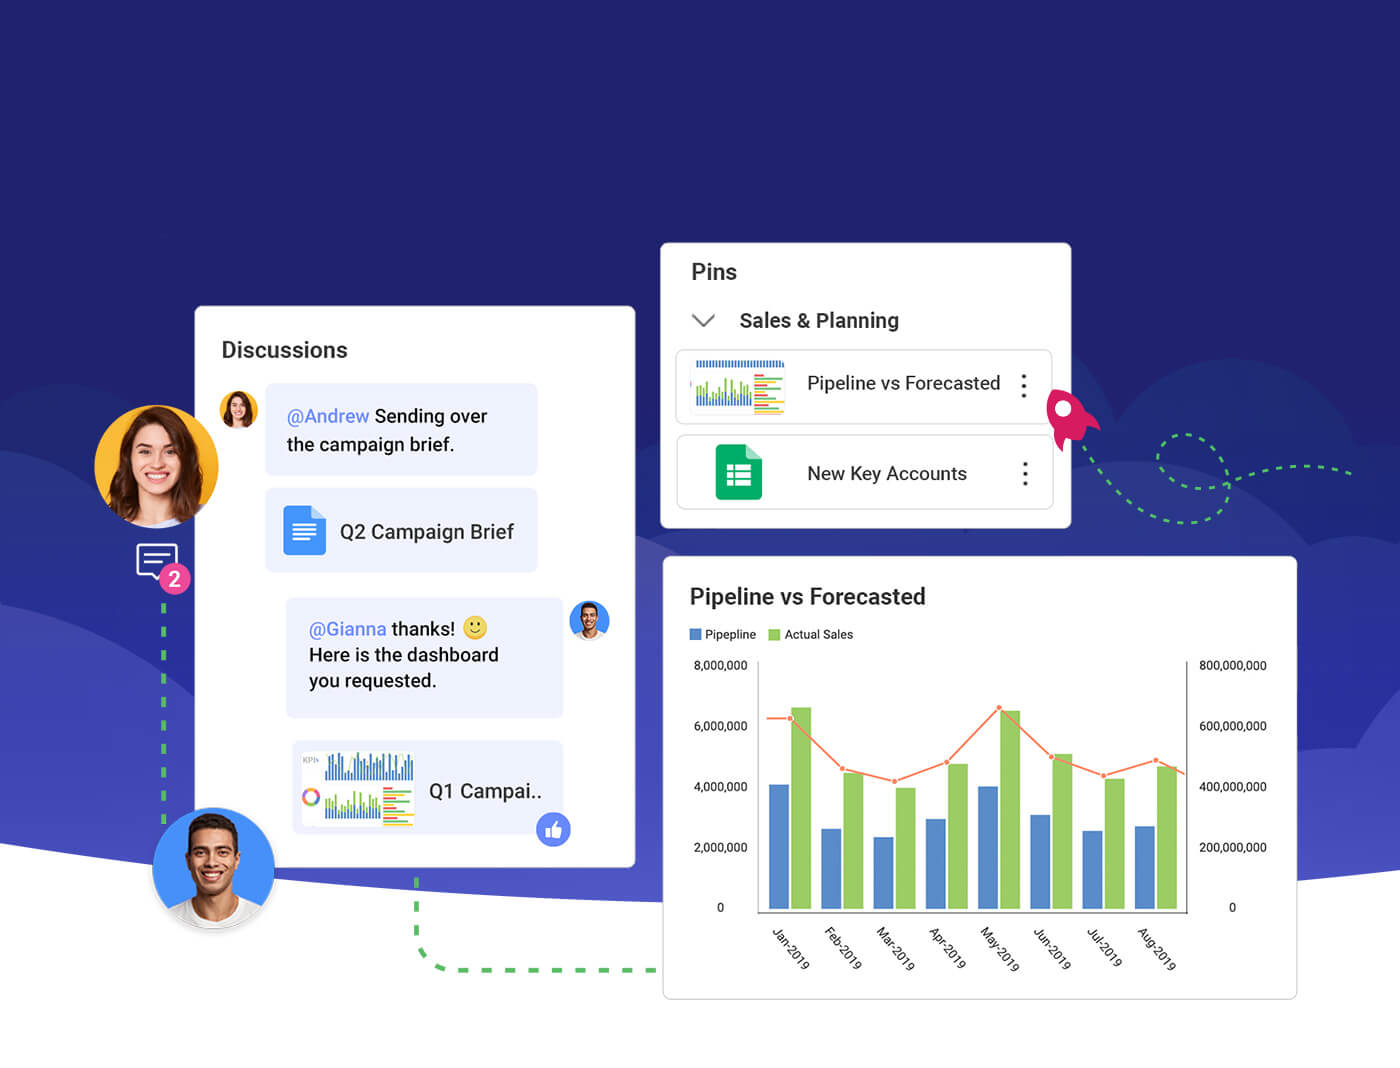 Discussions
@Andrew Sending over
the campaign brief.
Q2 Campaign Brief
2
@Gianna thanks! 🙂
Here is the dashboard
you requested.
KPIs
Q1 Campai..
Pins
Sales & Planning
Pipeline vs Forecasted
New Key Accounts
Pipeline vs Forecasted
Pipepline Actual Sales
8,000,000 800,000,000
6,000,000 600,000,000
4,000,000 400,000,000
2,000,000 200,000,000
0 0
Jan-2019 Feb-2019 Mar-2019 Apr-2019 May-2019 Jun-2019 Jul-2019 Aug-2019